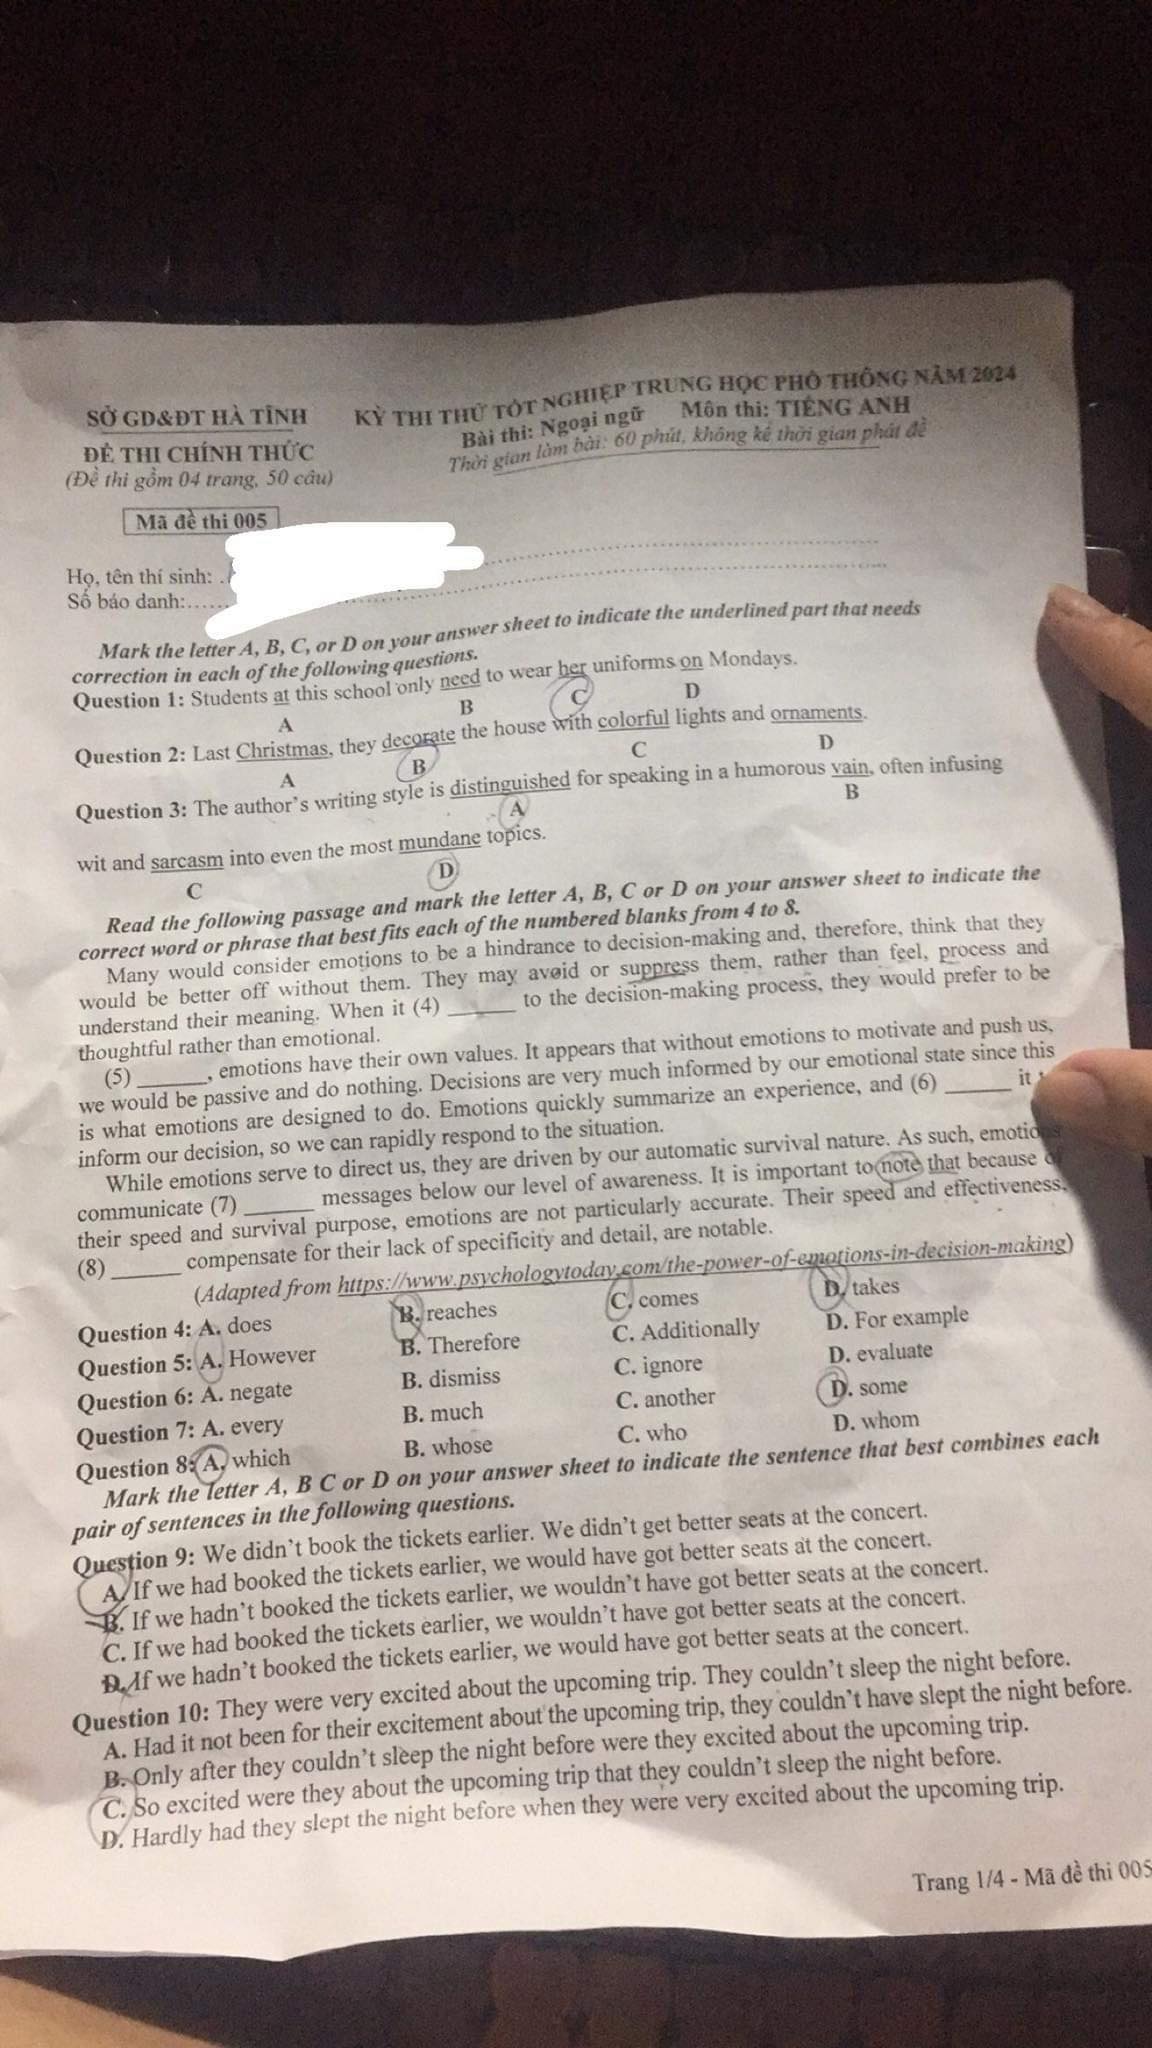 SỞ GD&ĐT HÀ TĨNH
ĐỀ THI CHÍNH THỨC
(Đề thi gồm 04 trang, 50 câu)
Mã đề thi 005
KỲ THI THỬ TỐT NGHIỆP TRUNG HỌC PHỔ THÔNG NĂM 2024
Bài thi: Ngoại ngữ Môn thi: TIẾNG ANH
Thời gian làm bài: 60 phút, không kể thời gian phát đề
Họ, tên thí sinh:
Số báo danh:
Mark the letter A, B, C, or D on your answer sheet to indicate the underlined part that needs
correction in each of the following questions.
Question 1: Students at this school only need to wear her uniforms on Mondays.
A B C D
Question 2: Last Christmas, they decorate the house with colorful lights and ornaments.
A B C D
Question 3: The author's writing style is distinguished for speaking in a humorous vain, often infusing
A B
wit and sarcasm into even the most mundane topics.
C D
Read the following passage and mark the letter A, B, C or D on your answer sheet to indicate the
correct word or phrase that best fits each of the numbered blanks from 4 to 8.
Many would consider emotions to be a hindrance to decision-making and, therefore, think that they
would be better off without them. They may avoid or suppress them, rather than feel, process and
understand their meaning. When it (4) ______ to the decision-making process, they would prefer to be
thoughtful rather than emotional.
(5) ______, emotions have their own values. It appears that without emotions to motivate and push us,
we would be passive and do nothing. Decisions are very much informed by our emotional state since this
is what emotions are designed to do. Emotions quickly summarize an experience, and (6) ______ it
inform our decision, so we can rapidly respond to the situation.
While emotions serve to direct us, they are driven by our automatic survival nature. As such,
communicate (7) ______ messages below our level of awareness. It is important to note that because
their speed and survival purpose, emotions are not particularly accurate. Their speed and effectiveness,
(8) ______ compensate for their lack of specificity and detail, are notable.
(Adapted from https://www.psychologytoday.com/the-power-of-emotions-in-decision-making)
Question 4: A. does B. reaches C. comes D. takes
Question 5: A. However B. Therefore C. Additionally D. For example
Question 6: A. negate B. dismiss C. ignore D. evaluate
Question 7: A. every B. much C. another D. some
Question 8: A. which B. whose C. who D. whom
Mark the letter A, B C or D on your answer sheet to indicate the sentence that best combines each
pair of sentences in the following questions.
Question 9: We didn't book the tickets earlier. We didn't get better seats at the concert.
A. If we had booked the tickets earlier, we would have got better seats at the concert.
B. If we hadn't booked the tickets earlier, we wouldn't have got better seats at the concert.
C. If we had booked the tickets earlier, we wouldn't have got better seats at the concert.
D. If we hadn't booked the tickets earlier, we would have got better seats at the concert.
Question 10: They were very excited about the upcoming trip. They couldn't sleep the night before.
A. Had it not been for their excitement about the upcoming trip, they couldn't have slept the night before.
B. Only after they couldn't sleep the night before were they excited about the upcoming trip.
C. So excited were they about the upcoming trip that they couldn't sleep the night before.
D. Hardly had they slept the night before when they were very excited about the upcoming trip.
Trang 1/4 - Mã đề thi 005